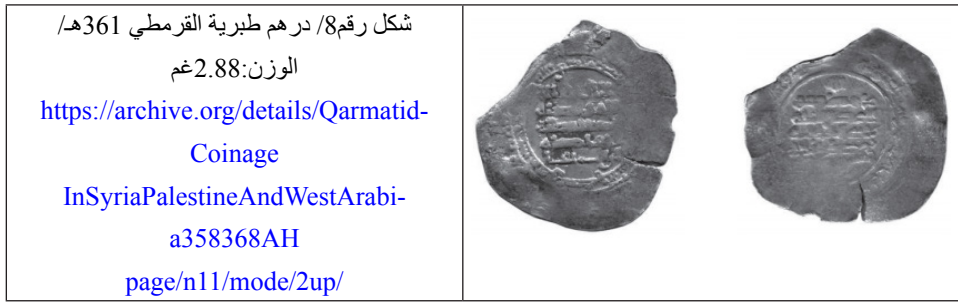 شكل رقم8/ درهم طبرية القرمطي 361هـ/
الوزن:2.88غم
https://archive.org/details/Qarmatid-
Coinage
InSyriaPalestineAndWestArabi-
a358368AH
page/n11/mode/2up/